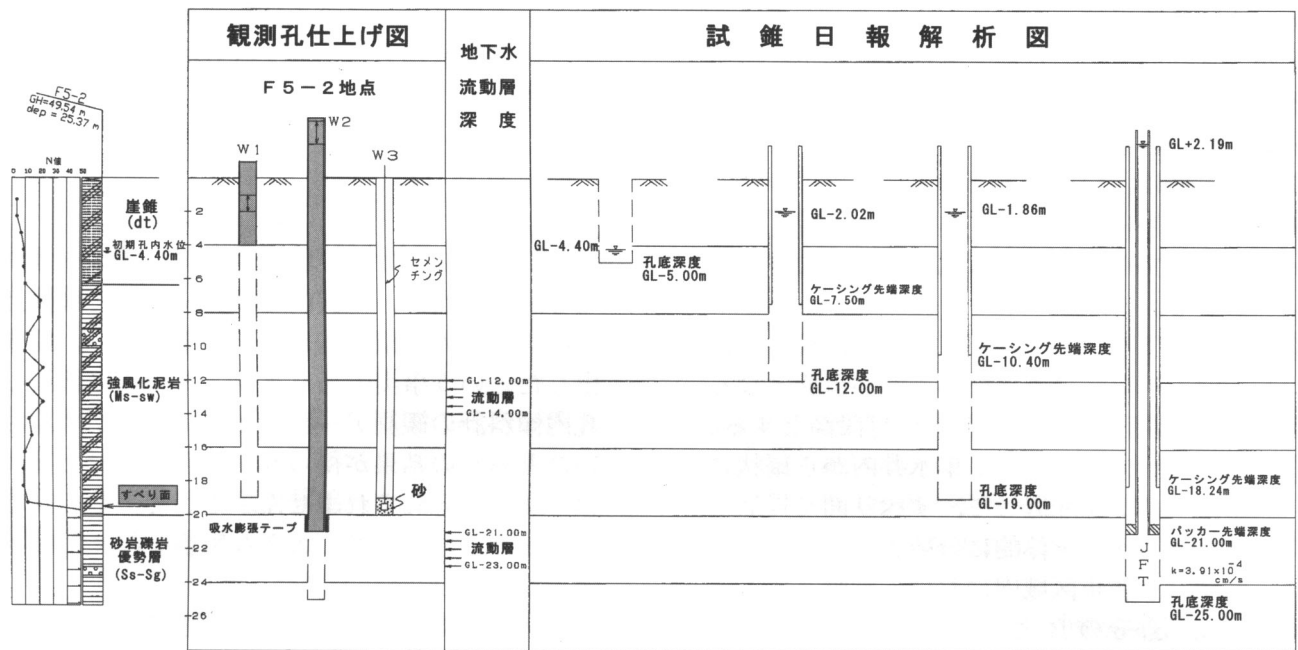 F5-2
GH=49.54 m
dep = 25.37 m
N値
0 10 20 30 40 50
崖錐
(dt)
初期孔内水位
GL-4.40m
強風化泥岩
(Ms-sw)
すべり面
砂岩礫岩
優勢層
(Ss-Sg)
観測孔仕上げ図
F5-2地点
W1
W2
W3
2
4
6
8
10
12
14
16
18
20
22
24
26
セメン
チング
砂
吸水膨張テープ
地下水
流動層
深度
GL-12.00m
流動層
GL-14.00m
GL-21.00m
流動層
GL-23.00m
試錐日報解析図
GL-4.40m
孔底深度
GL-5.00m
GL-2.02m
ケーシング先端深度
GL-7.50m
孔底深度
GL-12.00m
GL-1.86m
ケーシング先端深度
GL-10.40m
孔底深度
GL-19.00m
GL+2.19m
ケーシング先端深度
GL-18.24m
パッカー先端深度
GL-21.00m
JFT
k=3.91×10⁻⁴
cm/s
孔底深度
GL-25.00m